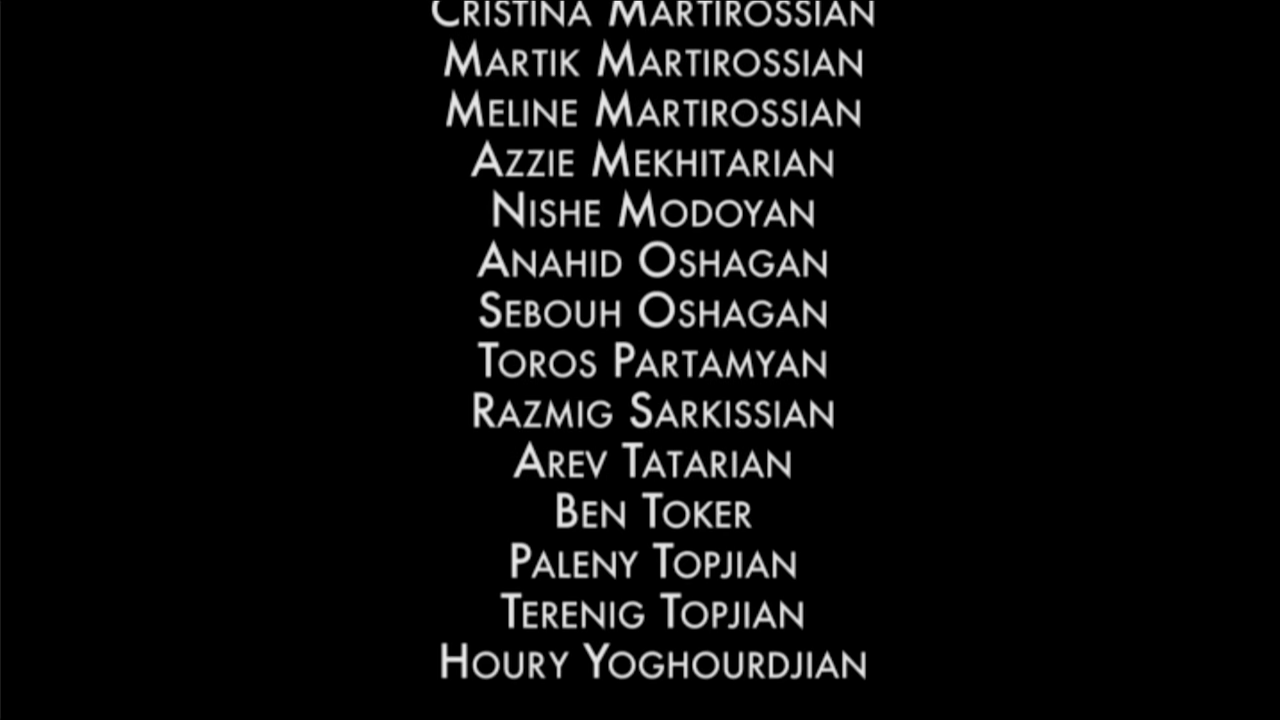 CRISTINA MARTIROSSIAN
MARTIK MARTIROSSIAN
MELINE MARTIROSSIAN
AZZIE MEKHITARIAN
NISHE MODOYAN
ANAHID OSHAGAN
SEBOUH OSHAGAN
TOROS PARTAMYAN
RAZMIG SARKISSIAN
AREV TATARIAN
BEN TOKER
PALENY TOPJIAN
TERENIG TOPJIAN
HOURY YOGHOURDJIAN